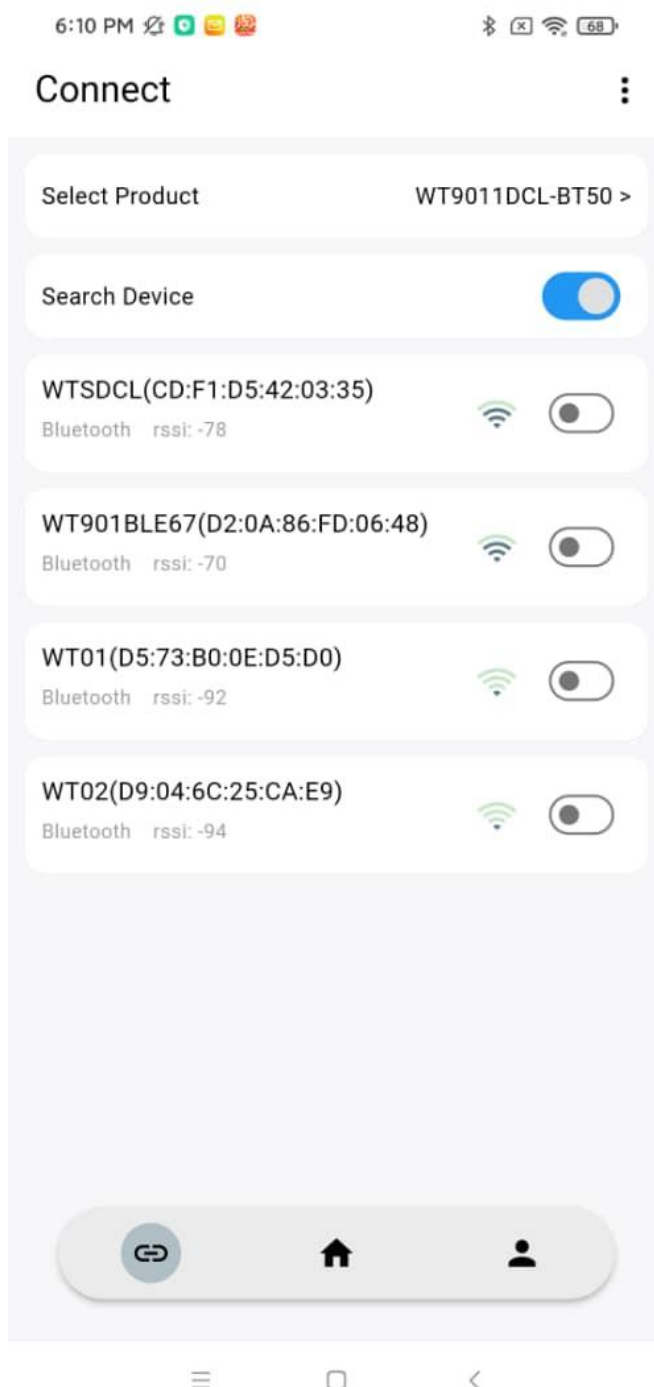 6:10 PM
68
Connect
Select Product WT9011DCL-BT50 >
Search Device
WTSDCL(CD:F1:D5:42:03:35)
Bluetooth rssi: -78
WT901BLE67(D2:0A:86:FD:06:48)
Bluetooth rssi: -70
WT01(D5:73:B0:0E:D5:D0)
Bluetooth rssi: -92
WT02(D9:04:6C:25:CA:E9)
Bluetooth rssi: -94